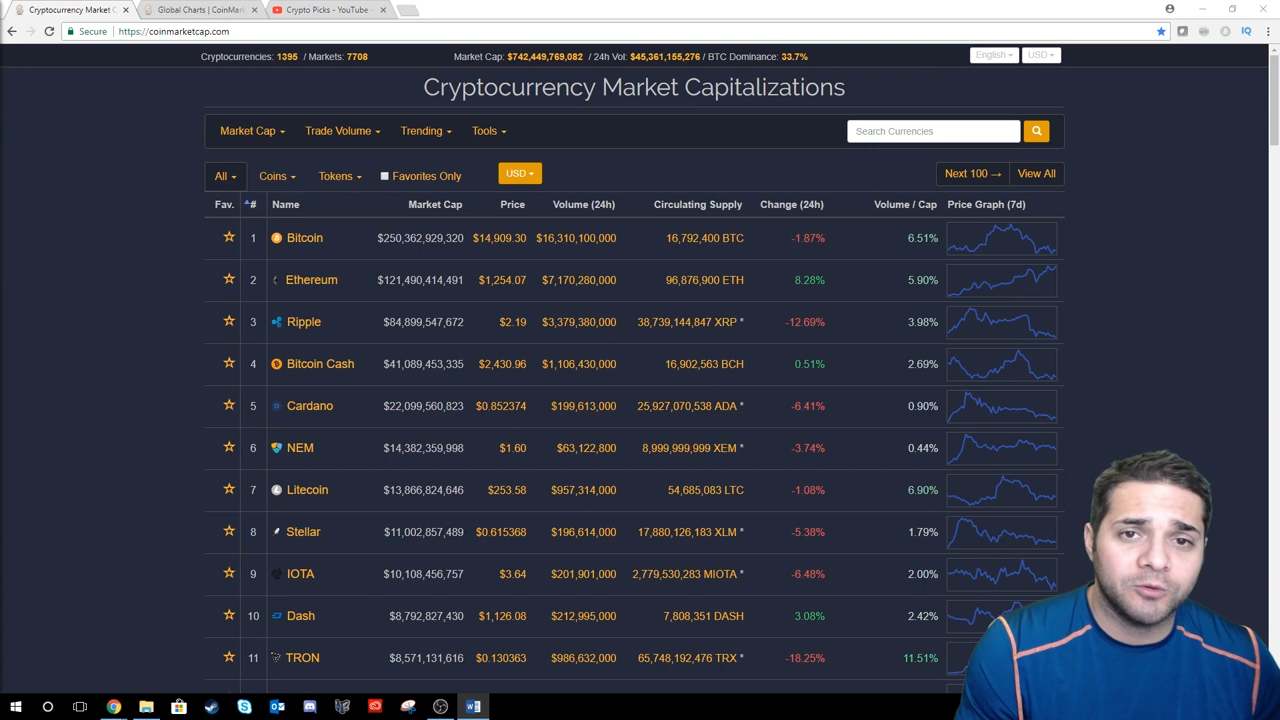 Cryptocurrency Market C
Global Charts | CoinMark
Crypto Picks - YouTube -
Secure | https://coinmarketcap.com
IQ
Cryptocurrencies: 1395 / Markets: 7708
Market Cap: $742,449,769,082 / 24h Vol: $45,361,155,276 / BTC Dominance: 33.7%
English
USD
Cryptocurrency Market Capitalizations
Market Cap Trade Volume Trending Tools
Search Currencies
All Coins Tokens Favorites Only USD Next 100 → View All
Fav. # Name Market Cap Price Volume (24h) Circulating Supply Change (24h) Volume / Cap Price Graph (7d)
1 Bitcoin $250,362,929,320 $14,909.30 $16,310,100,000 16,792,400 BTC -1.87% 6.51%
2 Ethereum $121,490,414,491 $1,254.07 $7,170,280,000 96,876,900 ETH 8.28% 5.90%
3 Ripple $84,899,547,672 $2.19 $3,379,380,000 38,739,144,847 XRP * -12.69% 3.98%
4 Bitcoin Cash $41,089,453,335 $2,430.96 $1,106,430,000 16,902,563 BCH 0.51% 2.69%
5 Cardano $22,099,560,823 $0.852374 $199,613,000 25,927,070,538 ADA * -6.41% 0.90%
6 NEM $14,382,359,998 $1.60 $63,122,800 8,999,999,999 XEM * -3.74% 0.44%
7 Litecoin $13,866,824,646 $253.58 $957,314,000 54,685,083 LTC -1.08% 6.90%
8 Stellar $11,002,857,489 $0.615368 $196,614,000 17,880,126,183 XLM * -5.38% 1.79%
9 IOTA $10,108,456,757 $3.64 $201,901,000 2,779,530,283 MIOTA * -6.48% 2.00%
10 Dash $8,792,827,430 $1,126.08 $212,995,000 7,808,351 DASH 3.08% 2.42%
11 TRON $8,571,131,616 $0.130363 $986,632,000 65,748,192,476 TRX * -18.25% 11.51%